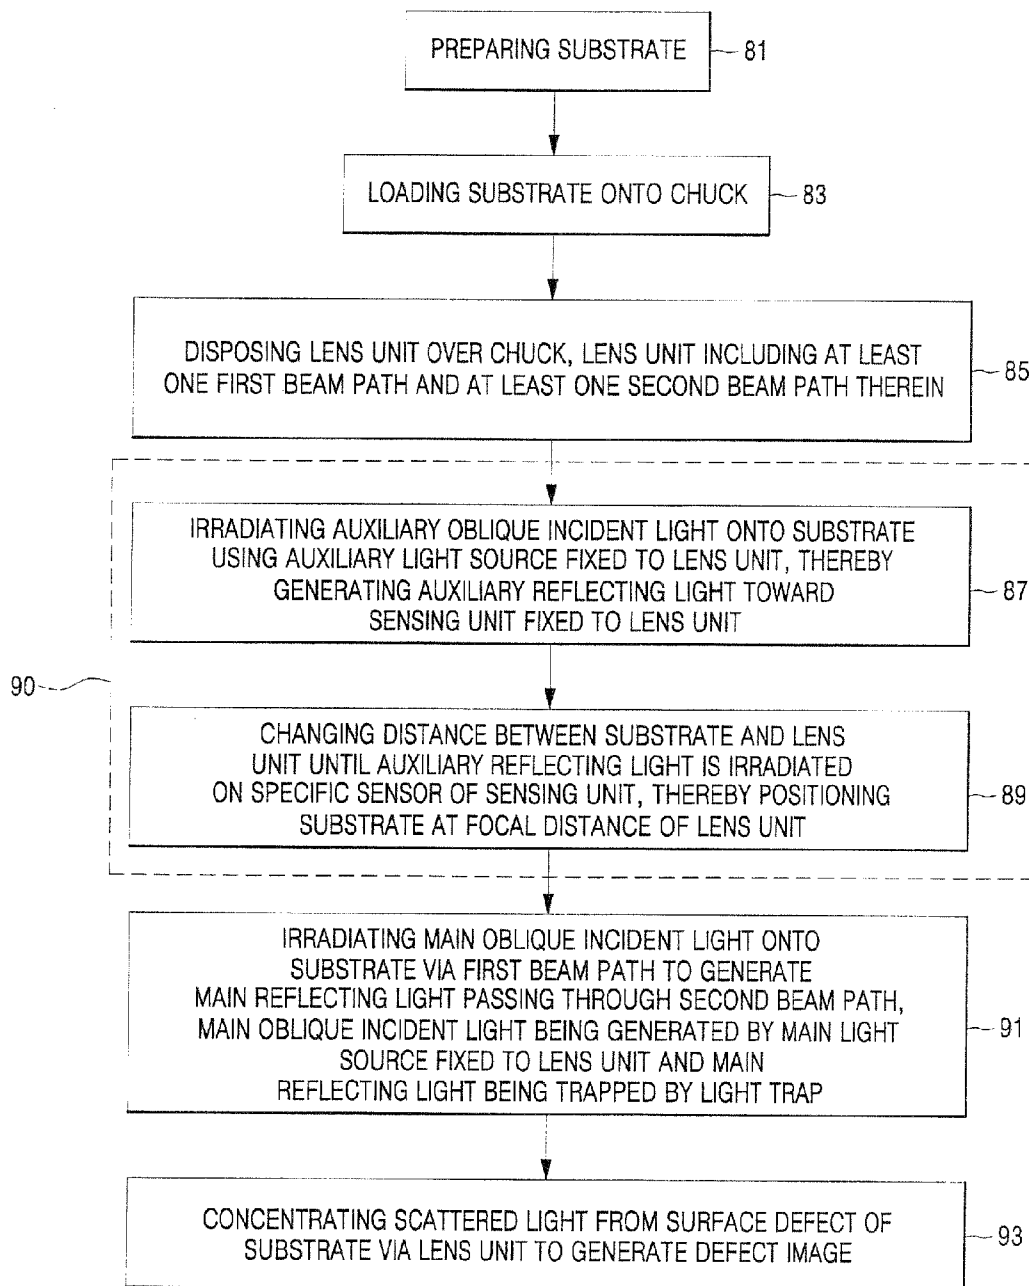 PREPARING SUBSTRATE
81
LOADING SUBSTRATE ONTO CHUCK
83
DISPOSING LENS UNIT OVER CHUCK, LENS UNIT INCLUDING AT LEAST
ONE FIRST BEAM PATH AND AT LEAST ONE SECOND BEAM PATH THEREIN
85
IRRADIATING AUXILIARY OBLIQUE INCIDENT LIGHT ONTO SUBSTRATE
USING AUXILIARY LIGHT SOURCE FIXED TO LENS UNIT, THEREBY
GENERATING AUXILIARY REFLECTING LIGHT TOWARD
SENSING UNIT FIXED TO LENS UNIT
87
90
CHANGING DISTANCE BETWEEN SUBSTRATE AND LENS
UNIT UNTIL AUXILIARY REFLECTING LIGHT IS IRRADIATED
ON SPECIFIC SENSOR OF SENSING UNIT, THEREBY POSITIONING
SUBSTRATE AT FOCAL DISTANCE OF LENS UNIT
89
IRRADIATING MAIN OBLIQUE INCIDENT LIGHT ONTO
SUBSTRATE VIA FIRST BEAM PATH TO GENERATE
MAIN REFLECTING LIGHT PASSING THROUGH SECOND BEAM PATH,
MAIN OBLIQUE INCIDENT LIGHT BEING GENERATED BY MAIN LIGHT
SOURCE FIXED TO LENS UNIT AND MAIN
REFLECTING LIGHT BEING TRAPPED BY LIGHT TRAP
91
CONCENTRATING SCATTERED LIGHT FROM SURFACE DEFECT OF
SUBSTRATE VIA LENS UNIT TO GENERATE DEFECT IMAGE
93